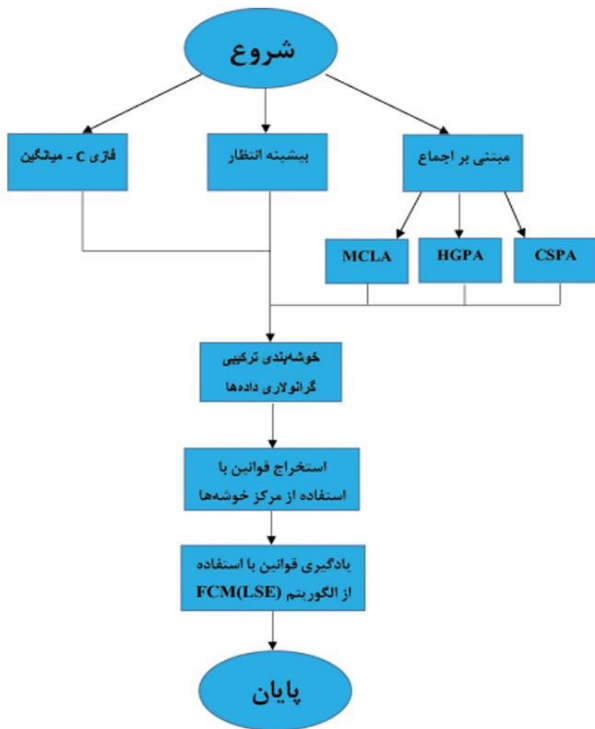 شروع
مبتنی بر اجماع
بیشینه انتظار
فازی C - میانگین
CSPA
HGPA
MCLA
خوشه‌بندی ترکیبی
گرانولاری داده‌ها
استخراج قوانین با
استفاده از مرکز خوشه‌ها
یادگیری قوانین با استفاده
از الگوریتم FCM(LSE)
پایان